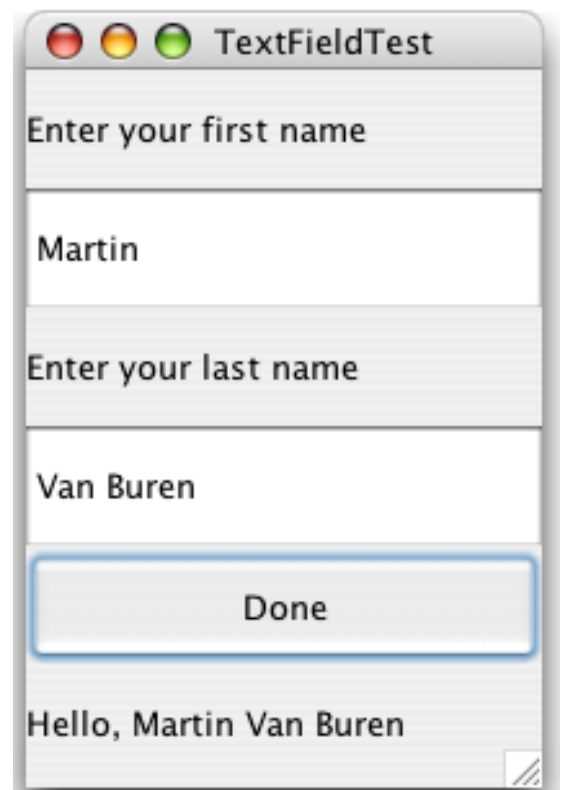 TextFieldTest
Enter your first name
Martin
Enter your last name
Van Buren
Done
Hello, Martin Van Buren